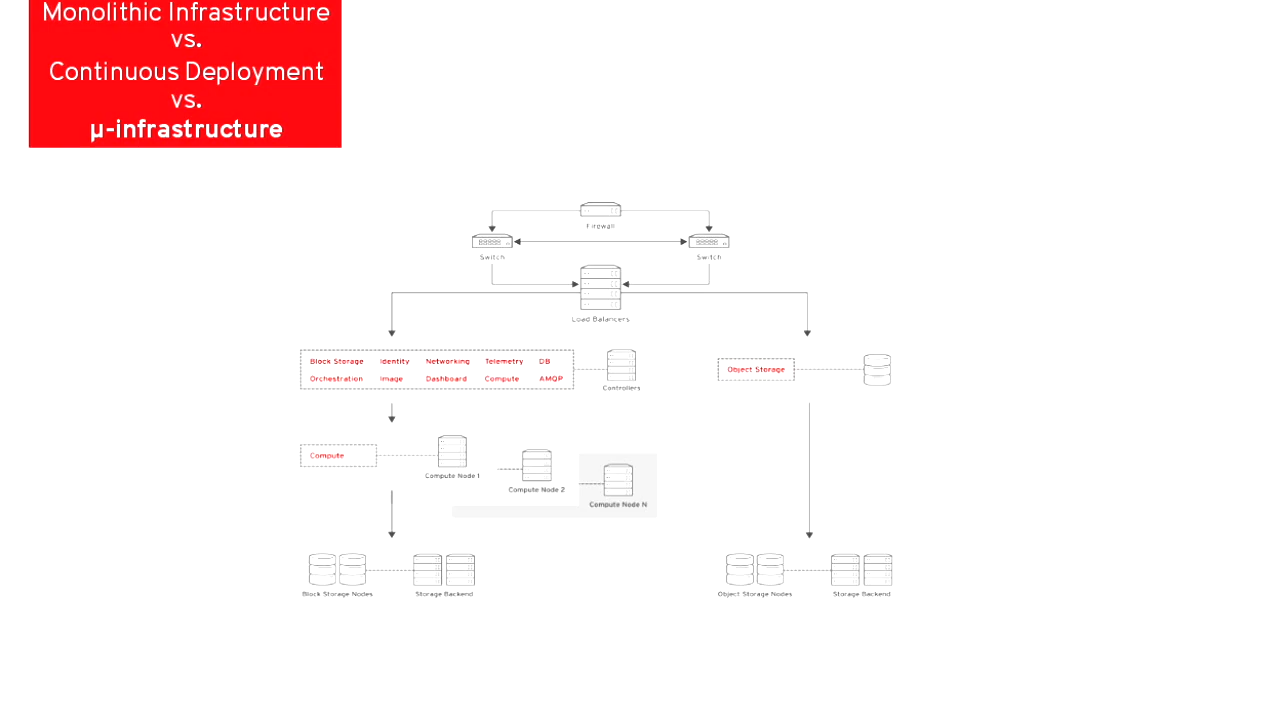 Monolithic Infrastructure
vs.
Continuous Deployment
vs.
µ-infrastructure
Firewall
Switch
Switch
Load Balancers
Block Storage Identity Networking Telemetry DB
Orchestration Image Dashboard Compute AMQP
Controllers
Object Storage
Compute
Compute Node 1
Compute Node 2
Compute Node N
Block Storage Nodes
Storage Backend
Object Storage Nodes
Storage Backend